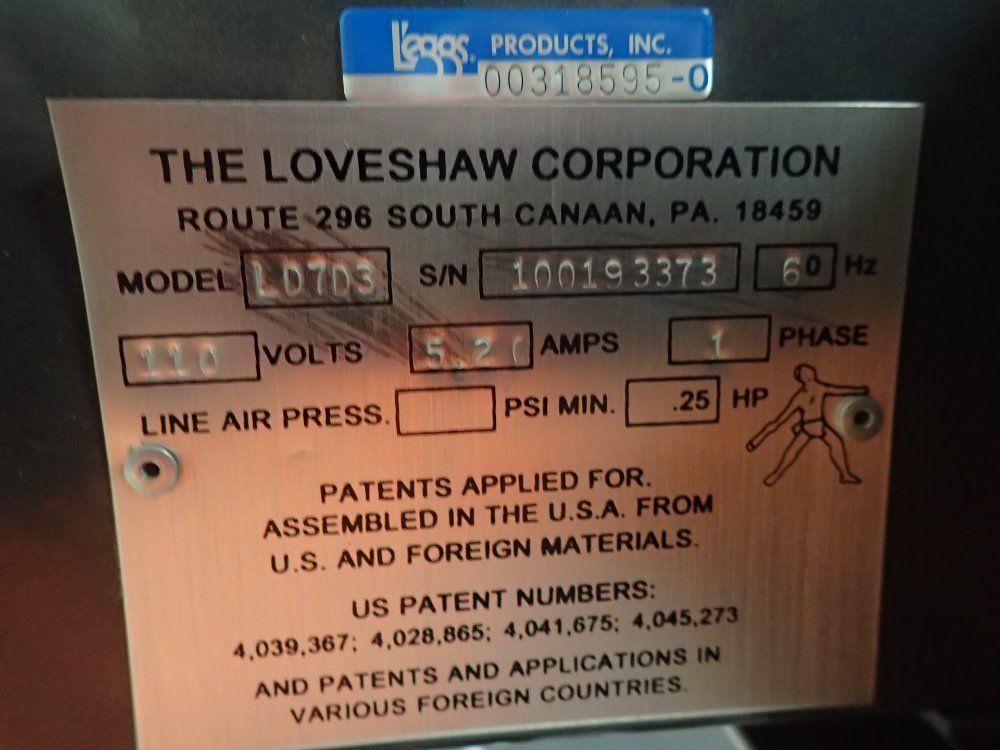 L'eggs PRODUCTS, INC.
00318595-0
THE LOVESHAW CORPORATION
ROUTE 296 SOUTH CANAAN, PA. 18459
MODEL LD7D3 S/N 100193373 60 Hz
110 VOLTS 5.2 AMPS 1 PHASE
LINE AIR PRESS. PSI MIN. .25 HP
PATENTS APPLIED FOR.
ASSEMBLED IN THE U.S.A. FROM
U.S. AND FOREIGN MATERIALS.
US PATENT NUMBERS:
4,039,367; 4,028,865; 4,041,675; 4,045,273
AND PATENTS AND APPLICATIONS IN
VARIOUS FOREIGN COUNTRIES.